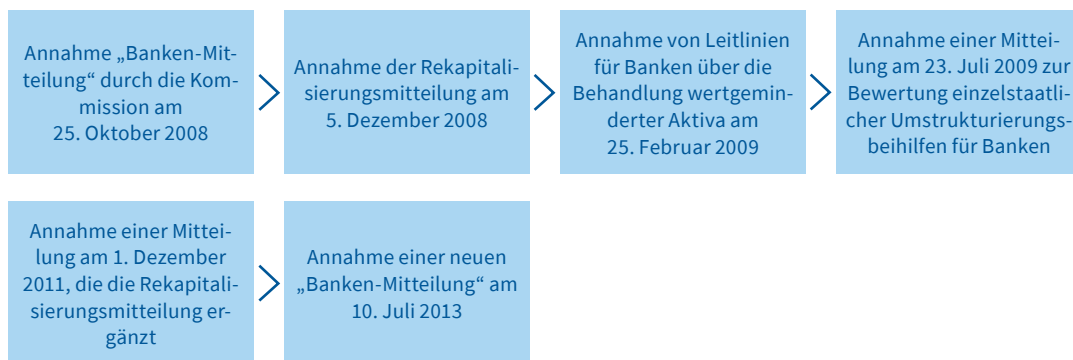 Annahme „Banken-Mit-
teilung“ durch die Kom-
mission am
25. Oktober 2008
Annahme der Rekapitali-
sierungsmitteilung am
5. Dezember 2008
Annahme von Leitlinien
für Banken über die
Behandlung wertgemin-
derter Aktiva am
25. Februar 2009
Annahme einer Mittei-
lung am 23. Juli 2009 zur
Bewertung einzelstaatli-
cher Umstrukturierungs-
beihilfen für Banken
Annahme einer Mittei-
lung am 1. Dezember
2011, die die Rekapitali-
sierungsmitteilung er-
gänzt
Annahme einer neuen
„Banken-Mitteilung“ am
10. Juli 2013